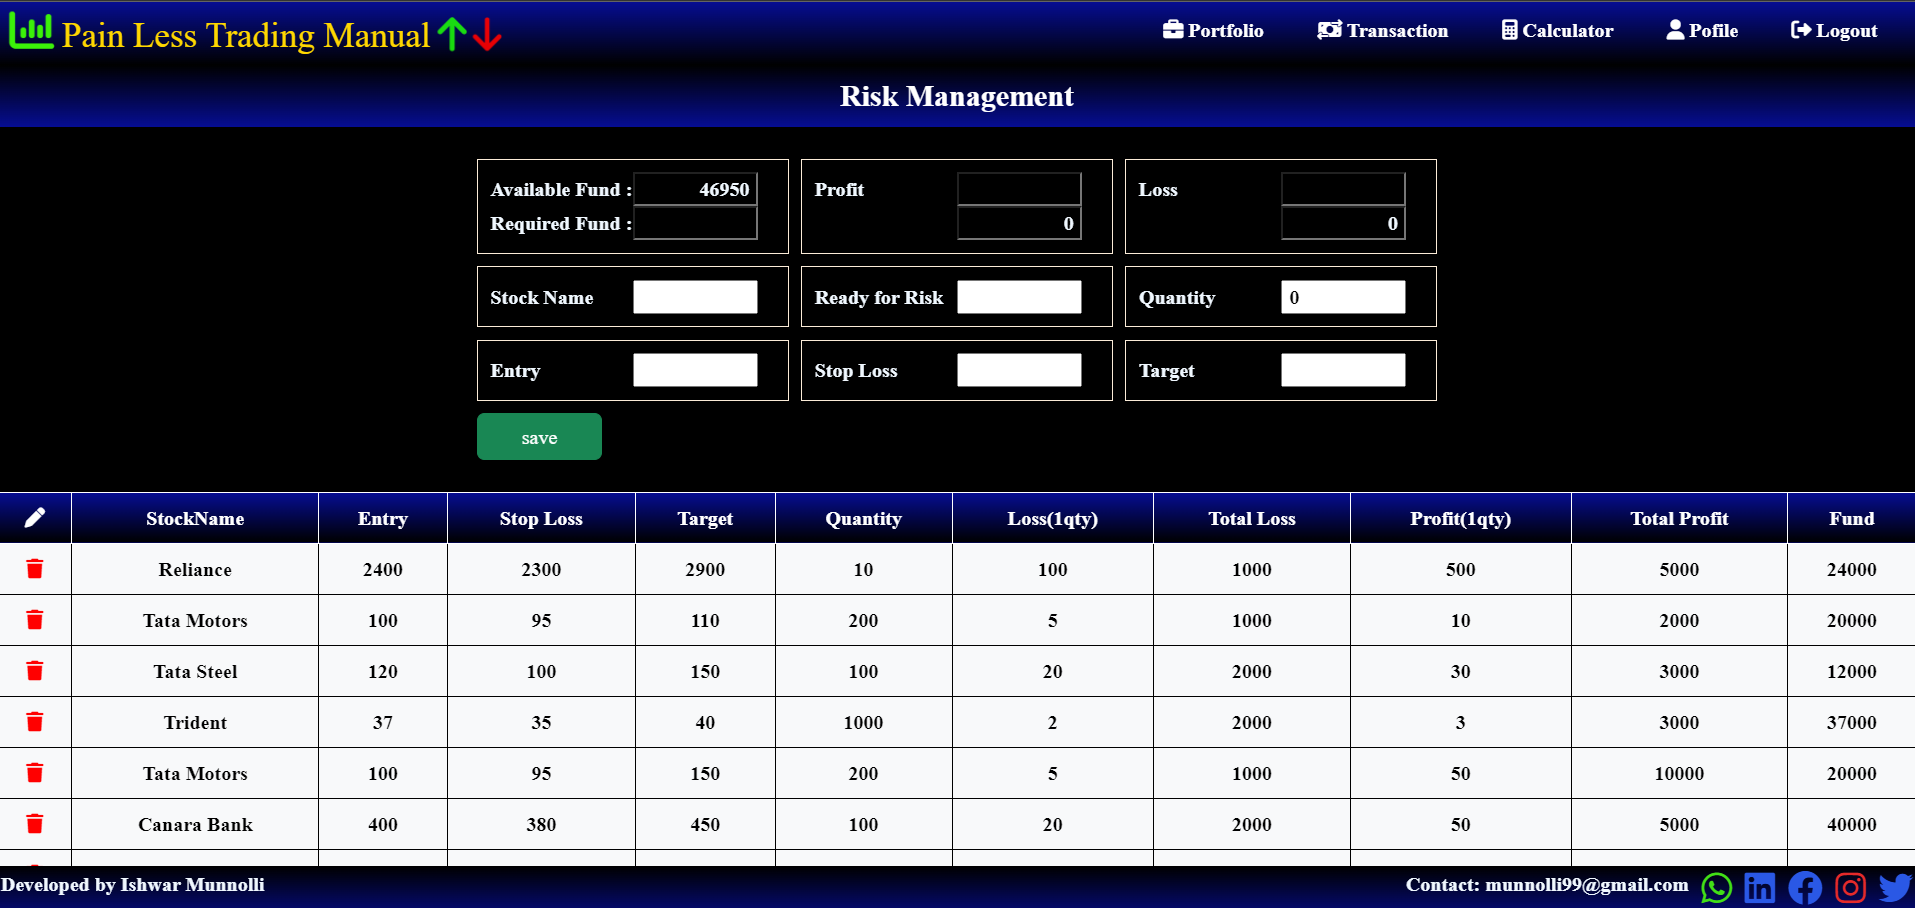 Pain Less Trading Manual
Portfolio Transaction Calculator Pofile Logout
Risk Management
Available Fund : 46950 Profit Loss
Required Fund : 0 0
Stock Name Ready for Risk Quantity 0
Entry Stop Loss Target
save
StockName Entry Stop Loss Target Quantity Loss(1qty) Total Loss Profit(1qty) Total Profit Fund
Reliance 2400 2300 2900 10 100 1000 500 5000 24000
Tata Motors 100 95 110 200 5 1000 10 2000 20000
Tata Steel 120 100 150 100 20 2000 30 3000 12000
Trident 37 35 40 1000 2 2000 3 3000 37000
Tata Motors 100 95 150 200 5 1000 50 10000 20000
Canara Bank 400 380 450 100 20 2000 50 5000 40000
Developed by Ishwar Munnolli Contact: munnolli99@gmail.com